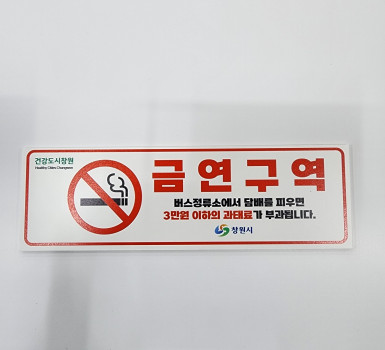 건강도시창원
Healthy Cities Changwon
금연구역
버스정류소에서 담배를 피우면
3만원 이하의 과태료가 부과됩니다.
창원시